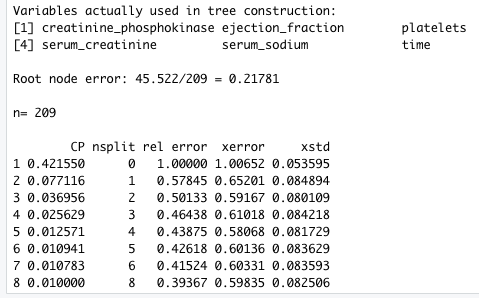 Variables actually used in tree construction:
[1] creatinine_phosphokinase ejection_fraction        platelets
[4] serum_creatinine         serum_sodium             time

Root node error: 45.522/209 = 0.21781

n= 209

        CP nsplit rel error  xerror     xstd
1 0.421550      0   1.00000 1.00652 0.053595
2 0.077116      1   0.57845 0.65201 0.084894
3 0.036956      2   0.50133 0.59167 0.080109
4 0.025629      3   0.46438 0.61018 0.084218
5 0.012571      4   0.43875 0.58068 0.081729
6 0.010941      5   0.42618 0.60136 0.083629
7 0.010783      6   0.41524 0.60331 0.083593
8 0.010000      8   0.39367 0.59835 0.082506